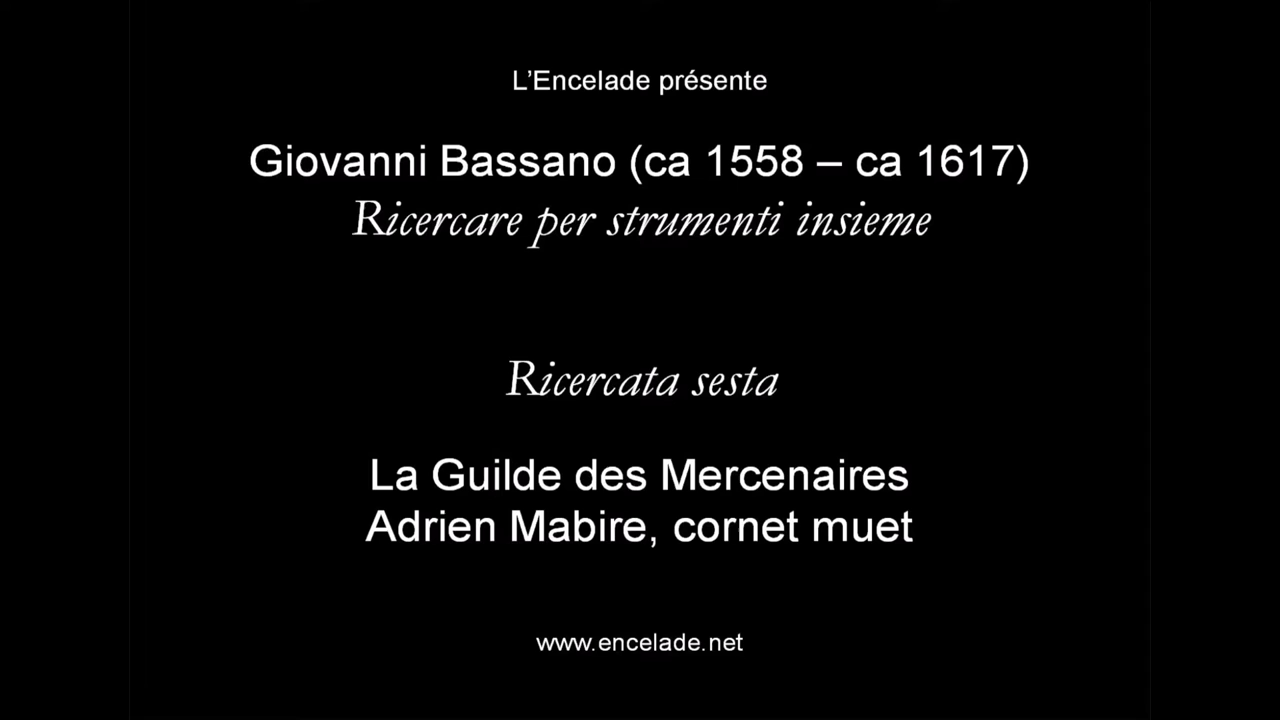 L’Encelade présente
Giovanni Bassano (ca 1558 – ca 1617)
Ricercare per strumenti insieme
Ricercata sesta
La Guilde des Mercenaires
Adrien Mabire, cornet muet
www.encelade.net